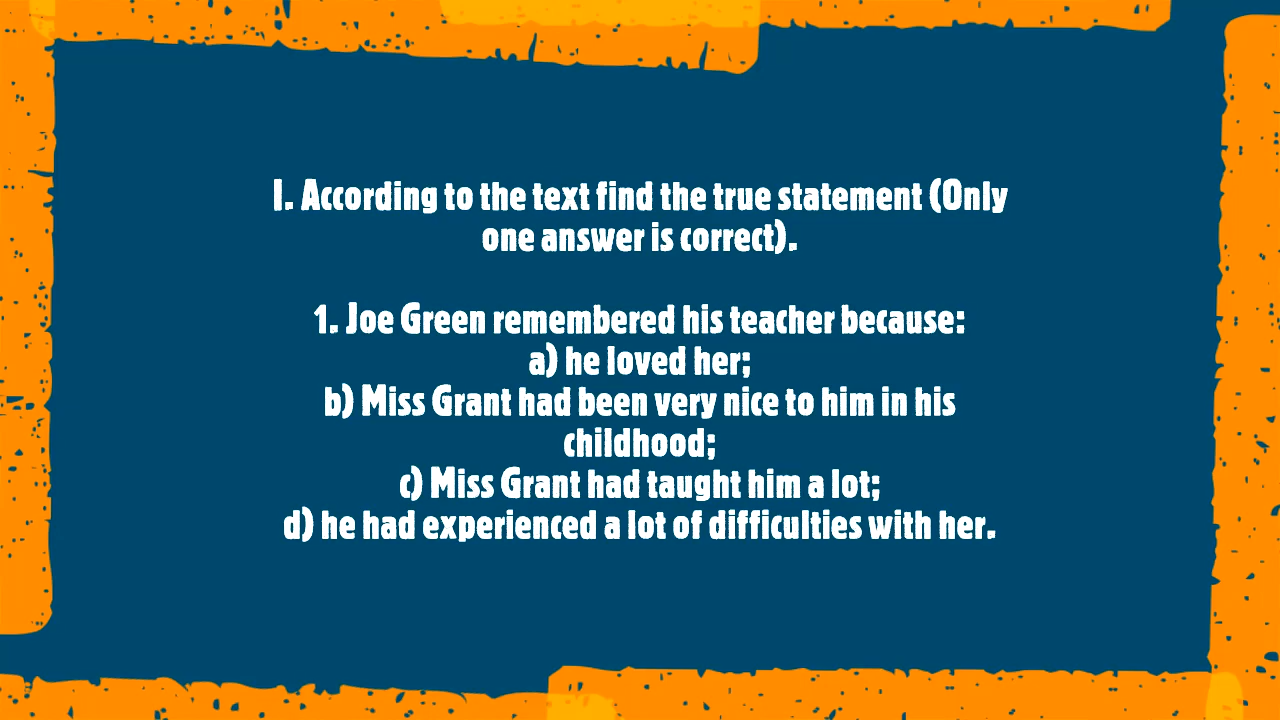 I. According to the text find the true statement (Only
one answer is correct).
1. Joe Green remembered his teacher because:
a) he loved her;
b) Miss Grant had been very nice to him in his
childhood;
c) Miss Grant had taught him a lot;
d) he had experienced a lot of difficulties with her.